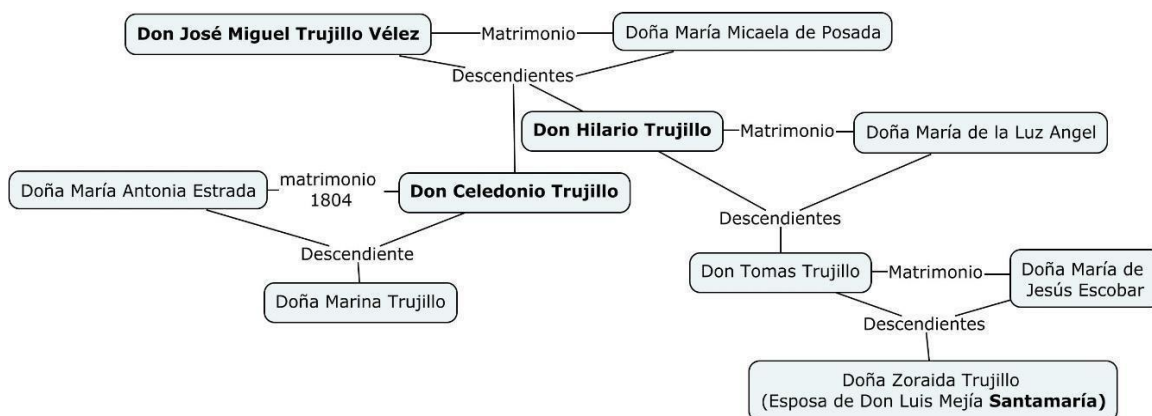 Don José Miguel Trujillo Vélez
Matrimonio
Doña María Micaela de Posada
Descendientes
Don Hilario Trujillo
Matrimonio
Doña María de la Luz Angel
Doña María Antonia Estrada
matrimonio
1804
Don Celedonio Trujillo
Descendientes
Descendiente
Don Tomas Trujillo
Matrimonio
Doña María de
Jesús Escobar
Doña Marina Trujillo
Descendientes
Doña Zoraida Trujillo
(Esposa de Don Luis Mejía Santamaría)